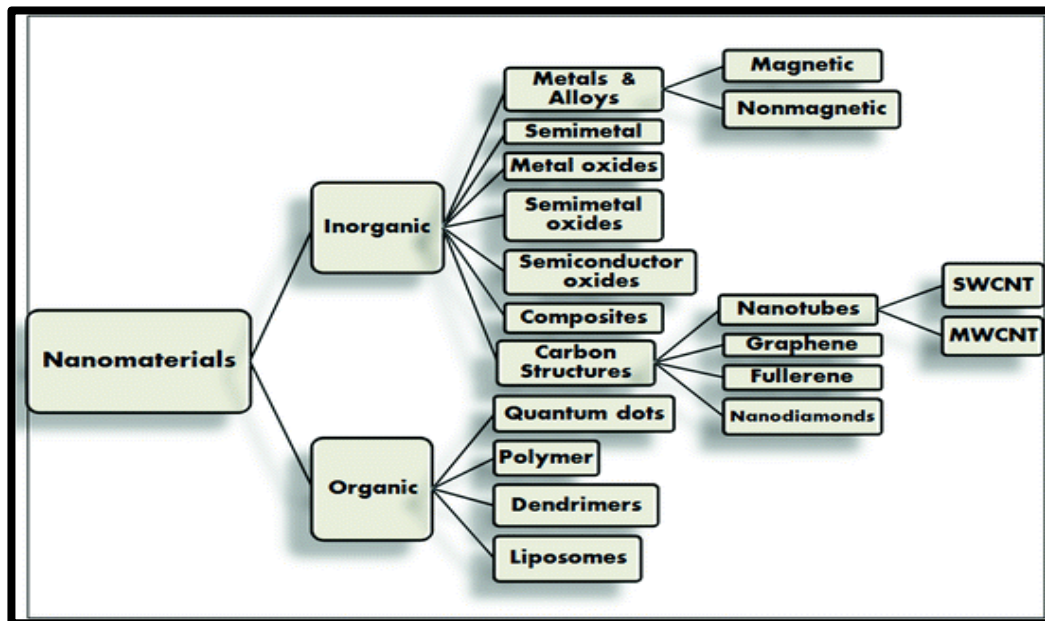 Nanomaterials
Inorganic
Metals & 
Alloys
Magnetic
Nonmagnetic
Semimetal
Metal oxides
Semimetal
oxides
Semiconductor
oxides
Composites
Carbon
Structures
Nanotubes
SWCNT
MWCNT
Graphene
Fullerene
Nanodiamonds
Organic
Quantum dots
Polymer
Dendrimers
Liposomes